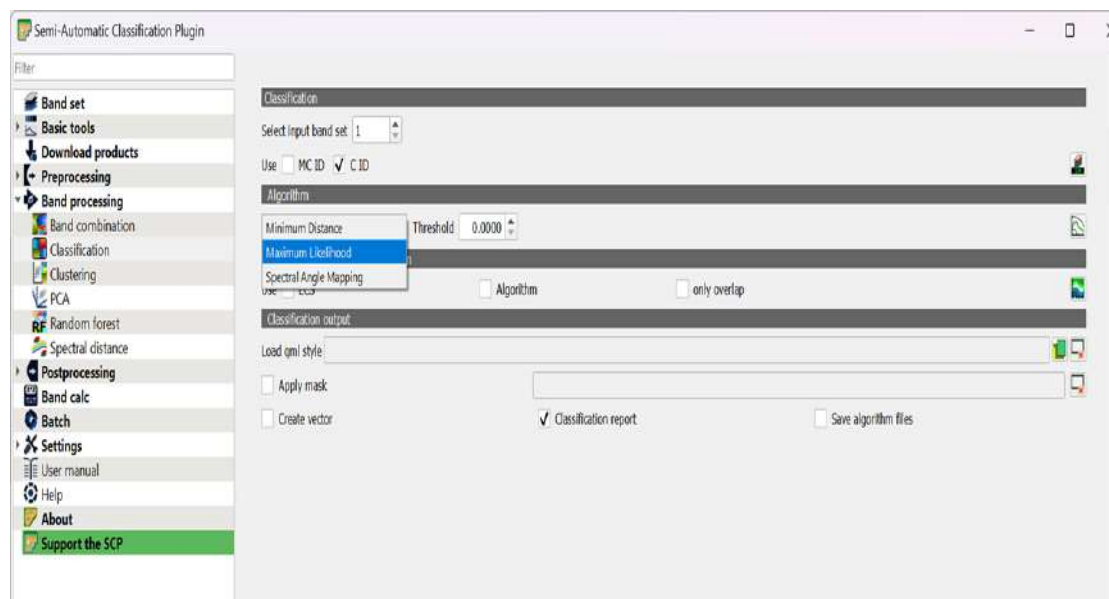 Semi-Automatic Classification Plugin
Filter
Band set
Basic tools
Download products
Preprocessing
Band processing
Band combination
Classification
Clustering
PCA
RF Random forest
Spectral distance
Postprocessing
Band calc
Batch
Settings
User manual
Help
About
Support the SCP
Classification
Select input band set 1
Use MC ID C ID
Algorithm
Minimum Distance Threshold 0.0000
Maximum Likelihood
Spectral Angle Mapping
Algorithm only overlap
Classification output
Load qml style
Apply mask
Create vector Classification report Save algorithm files